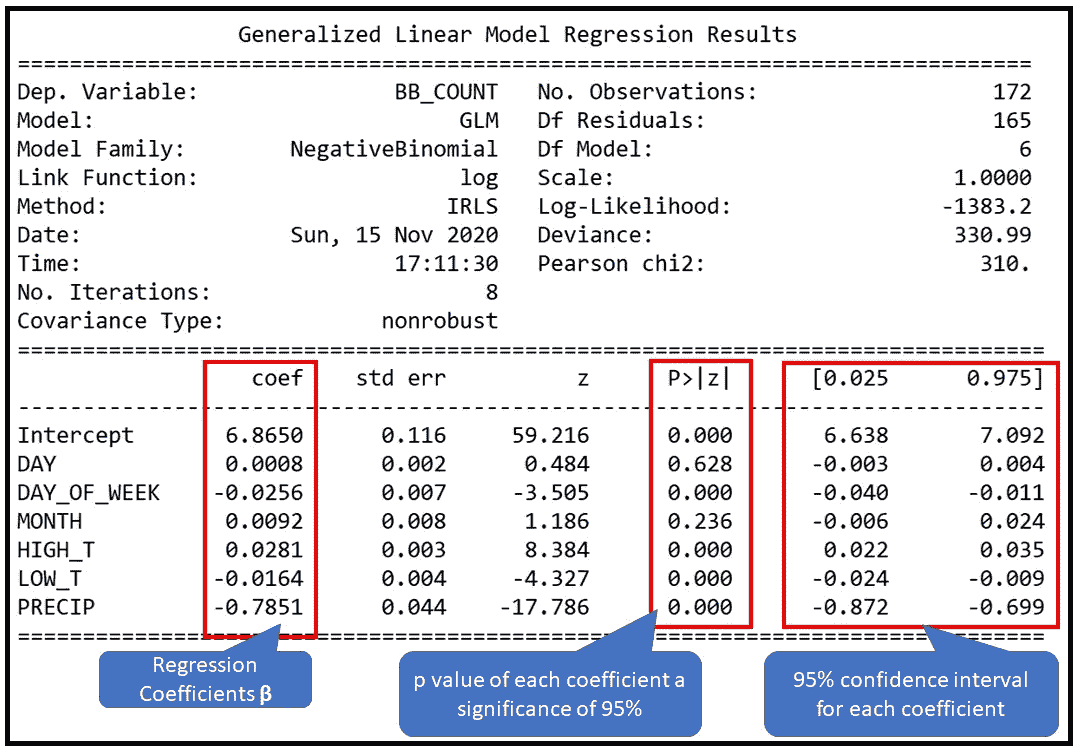 Generalized Linear Model Regression Results
==============================================================================
Dep. Variable: BB_COUNT No. Observations: 172
Model: GLM Df Residuals: 165
Model Family: NegativeBinomial Df Model: 6
Link Function: log Scale: 1.0000
Method: IRLS Log-Likelihood: -1383.2
Date: Sun, 15 Nov 2020 Deviance: 330.99
Time: 17:11:30 Pearson chi2: 310.
No. Iterations: 8
Covariance Type: nonrobust
===============================================================================
coef std err z P>|z| [0.025 0.975]
-------------------------------------------------------------------------------
Intercept 6.8650 0.116 59.216 0.000 6.638 7.092
DAY 0.0008 0.002 0.484 0.628 -0.003 0.004
DAY_OF_WEEK -0.0256 0.007 -3.505 0.000 -0.040 -0.011
MONTH 0.0092 0.008 1.186 0.236 -0.006 0.024
HIGH_T 0.0281 0.003 8.384 0.000 0.022 0.035
LOW_T -0.0164 0.004 -4.327 0.000 -0.024 -0.009
PRECIP -0.7851 0.044 -17.786 0.000 -0.872 -0.699
===============================================================================
Regression
Coefficients β
p value of each coefficient a
significance of 95%
95% confidence interval
for each coefficient